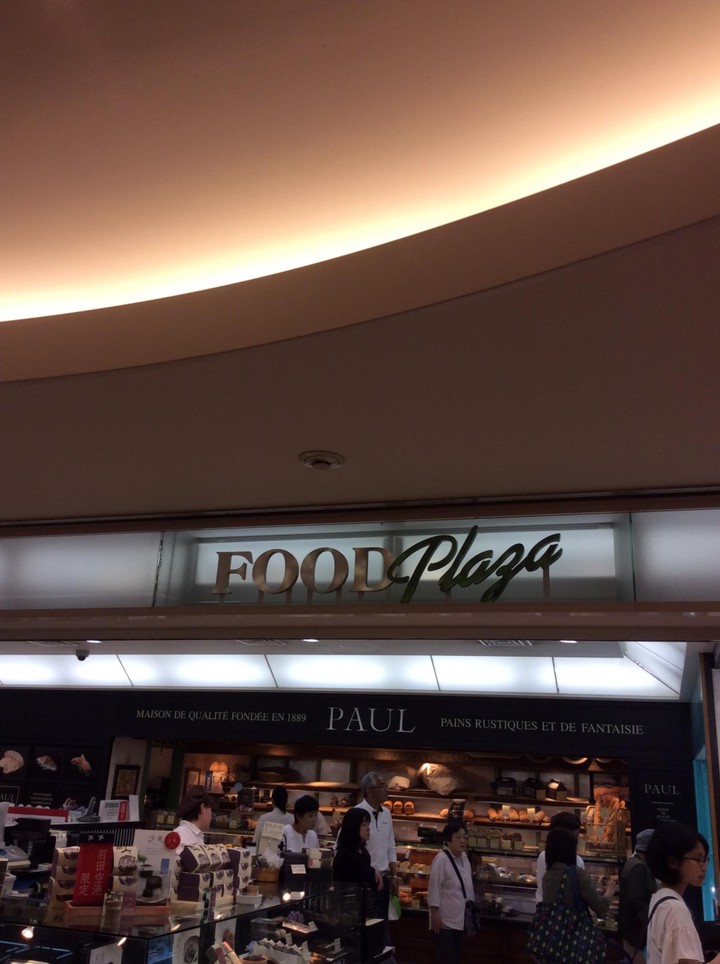 FOOD Plaza
MAISON DE QUALITÉ FONDÉE EN 1889 PAUL PAINS RUSTIQUES ET DE FANTAISIE
PAUL